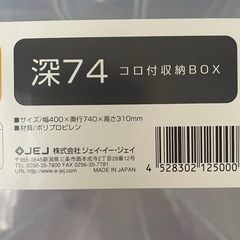 深74 コロ付収納BOX
■サイズ/幅400×奥行740×高さ310mm
■材質/ポリプロピレン
JEJ 株式会社 ジェイ・イー・ジェイ
〒955-0845新潟県三条市西本成寺2丁目28番12号
TEL 0256-35-7800 FAX 0256-35-7781
URL http://www.e-jej.com MADE IN JAPAN
4 528302 125000